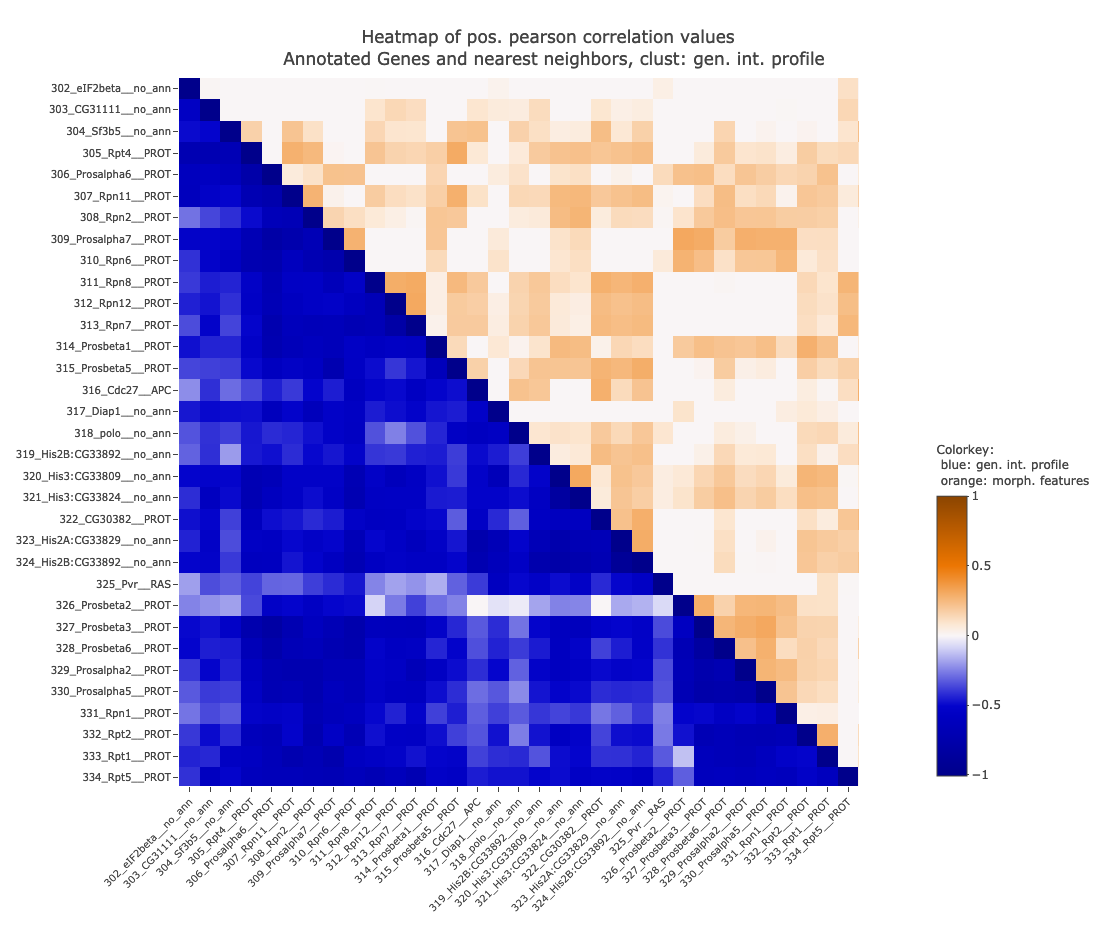 Heatmap of pos. pearson correlation values
Annotated Genes and nearest neighbors, clust: gen. int. profile
302_eIF2beta__no_ann
303_CG31111__no_ann
304_Sf3b5__no_ann
305_Rpt4__PROT
306_Prosalpha6__PROT
307_Rpn11__PROT
308_Rpn2__PROT
309_Prosalpha7__PROT
310_Rpn6__PROT
311_Rpn8__PROT
312_Rpn12__PROT
313_Rpn7__PROT
314_Prosbeta1__PROT
315_Prosbeta5__PROT
316_Cdc27__APC
317_Diap1__no_ann
318_polo__no_ann
319_His2B:CG33892__no_ann
320_His3:CG33809__no_ann
321_His3:CG33824__no_ann
322_CG30382__PROT
323_His2A:CG33829__no_ann
324_His2B:CG33892__no_ann
325_Pvr__RAS
326_Prosbeta2__PROT
327_Prosbeta3__PROT
328_Prosbeta6__PROT
329_Prosalpha2__PROT
330_Prosalpha5__PROT
331_Rpn1__PROT
332_Rpt2__PROT
333_Rpt1__PROT
334_Rpt5__PROT
302_eIF2beta__no_ann
303_CG31111__no_ann
304_Sf3b5__no_ann
305_Rpt4__PROT
306_Prosalpha6__PROT
307_Rpn11__PROT
308_Rpn2__PROT
309_Prosalpha7__PROT
310_Rpn6__PROT
311_Rpn8__PROT
312_Rpn12__PROT
313_Rpn7__PROT
314_Prosbeta1__PROT
315_Prosbeta5__PROT
316_Cdc27__APC
317_Diap1__no_ann
318_polo__no_ann
319_His2B:CG33892__no_ann
320_His3:CG33809__no_ann
321_His3:CG33824__no_ann
322_CG30382__PROT
323_His2A:CG33829__no_ann
324_His2B:CG33892__no_ann
325_Pvr__RAS
326_Prosbeta2__PROT
327_Prosbeta3__PROT
328_Prosbeta6__PROT
329_Prosalpha2__PROT
330_Prosalpha5__PROT
331_Rpn1__PROT
332_Rpt2__PROT
333_Rpt1__PROT
334_Rpt5__PROT
Colorkey:
blue: gen. int. profile
orange: morph. features
1
0.5
0
−0.5
−1